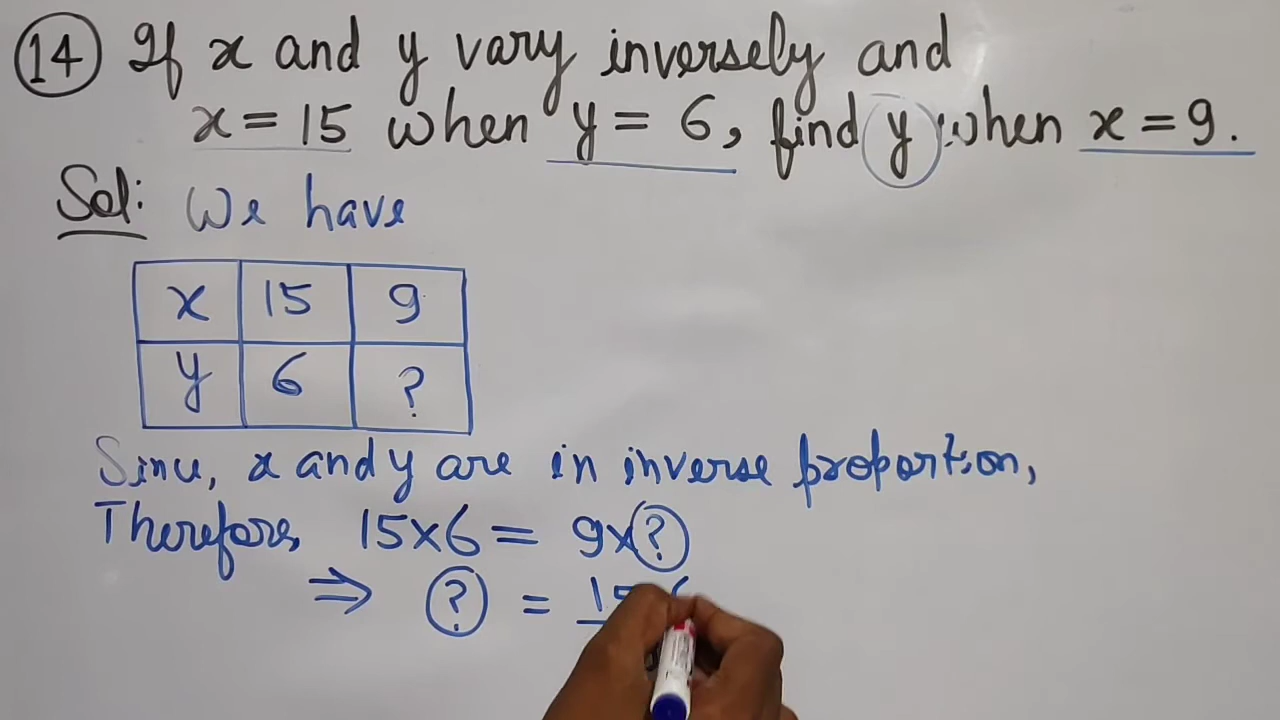 14 If x and y vary inversely and
x = 15 when y = 6, find y when x = 9.
Sol: We have
x 15 9
y 6 ?
Since, x and y are in inverse proportion,
Therefore, 15×6 = 9×?
⇒ ? = 15